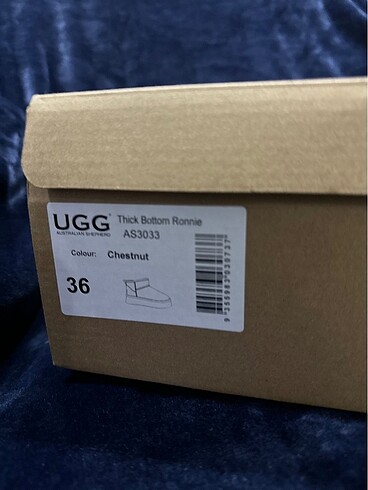 UGG
AUSTRALIAN SHEPHERD
Thick Bottom Ronnie
AS3033
Colour: Chestnut
36